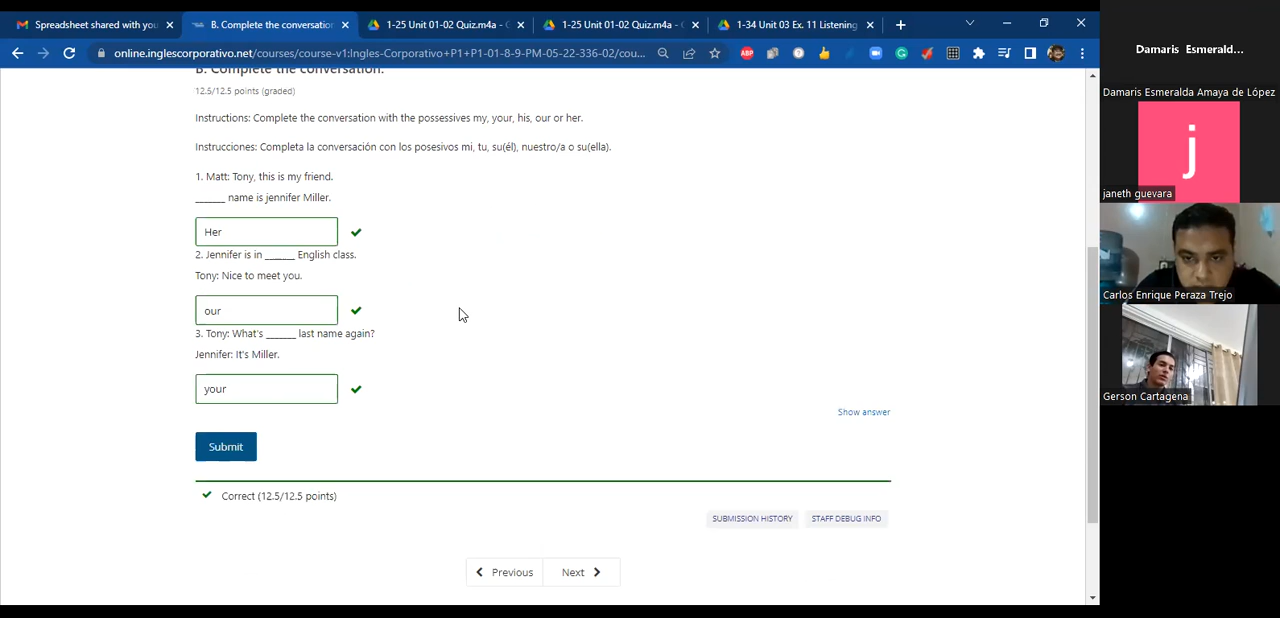 Spreadsheet shared with you
B. Complete the conversation
1-25 Unit 01-02 Quiz.m4a - G
1-25 Unit 01-02 Quiz.m4a - G
1-34 Unit 03 Ex. 11 Listening
online.inglescorporativo.net/courses/course-v1:Ingles-Corporativo+P1+P1-01-8-9-PM-05-22-336-02/cou...
B. Complete the conversation.
12.5/12.5 points (graded)
Instructions: Complete the conversation with the possessives my, your, his, our or her.
Instrucciones: Completa la conversación con los posesivos mi, tu, su(él), nuestro/a o su(ella).
1. Matt: Tony, this is my friend.
______ name is jennifer Miller.
Her
2. Jennifer is in ______ English class.
Tony: Nice to meet you.
our
3. Tony: What's ______ last name again?
Jennifer: It's Miller.
your
Show answer
Submit
Correct (12.5/12.5 points)
SUBMISSION HISTORY
STAFF DEBUG INFO
Previous
Next
Damaris Esmerald...
Damaris Esmeralda Amaya de López
j
janeth guevara
Carlos Enrique Peraza Trejo
Gerson Cartagena
ABP